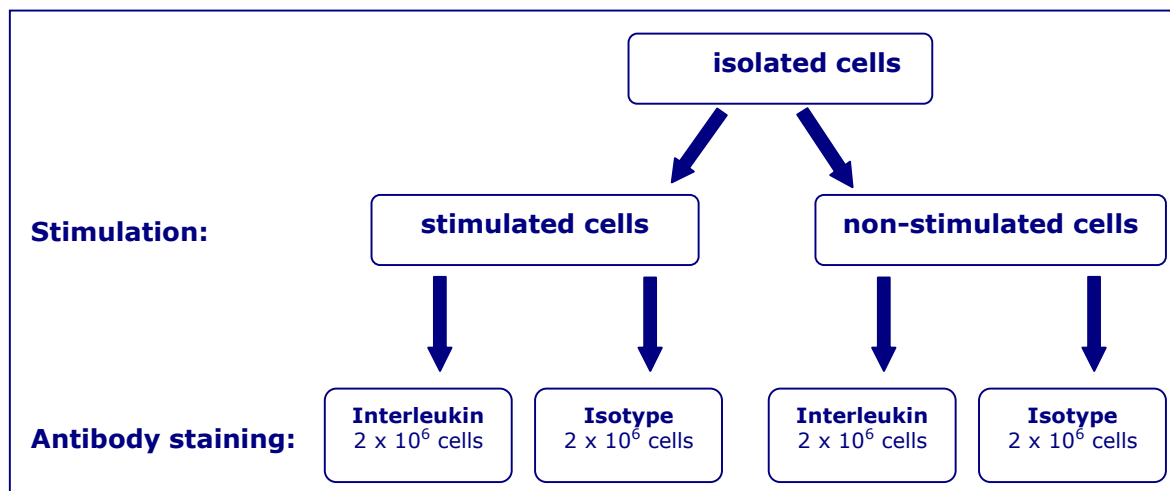 isolated cells
Stimulation:
stimulated cells
non-stimulated cells
Antibody staining:
Interleukin
2 x 10⁶ cells
Isotype
2 x 10⁶ cells
Interleukin
2 x 10⁶ cells
Isotype
2 x 10⁶ cells